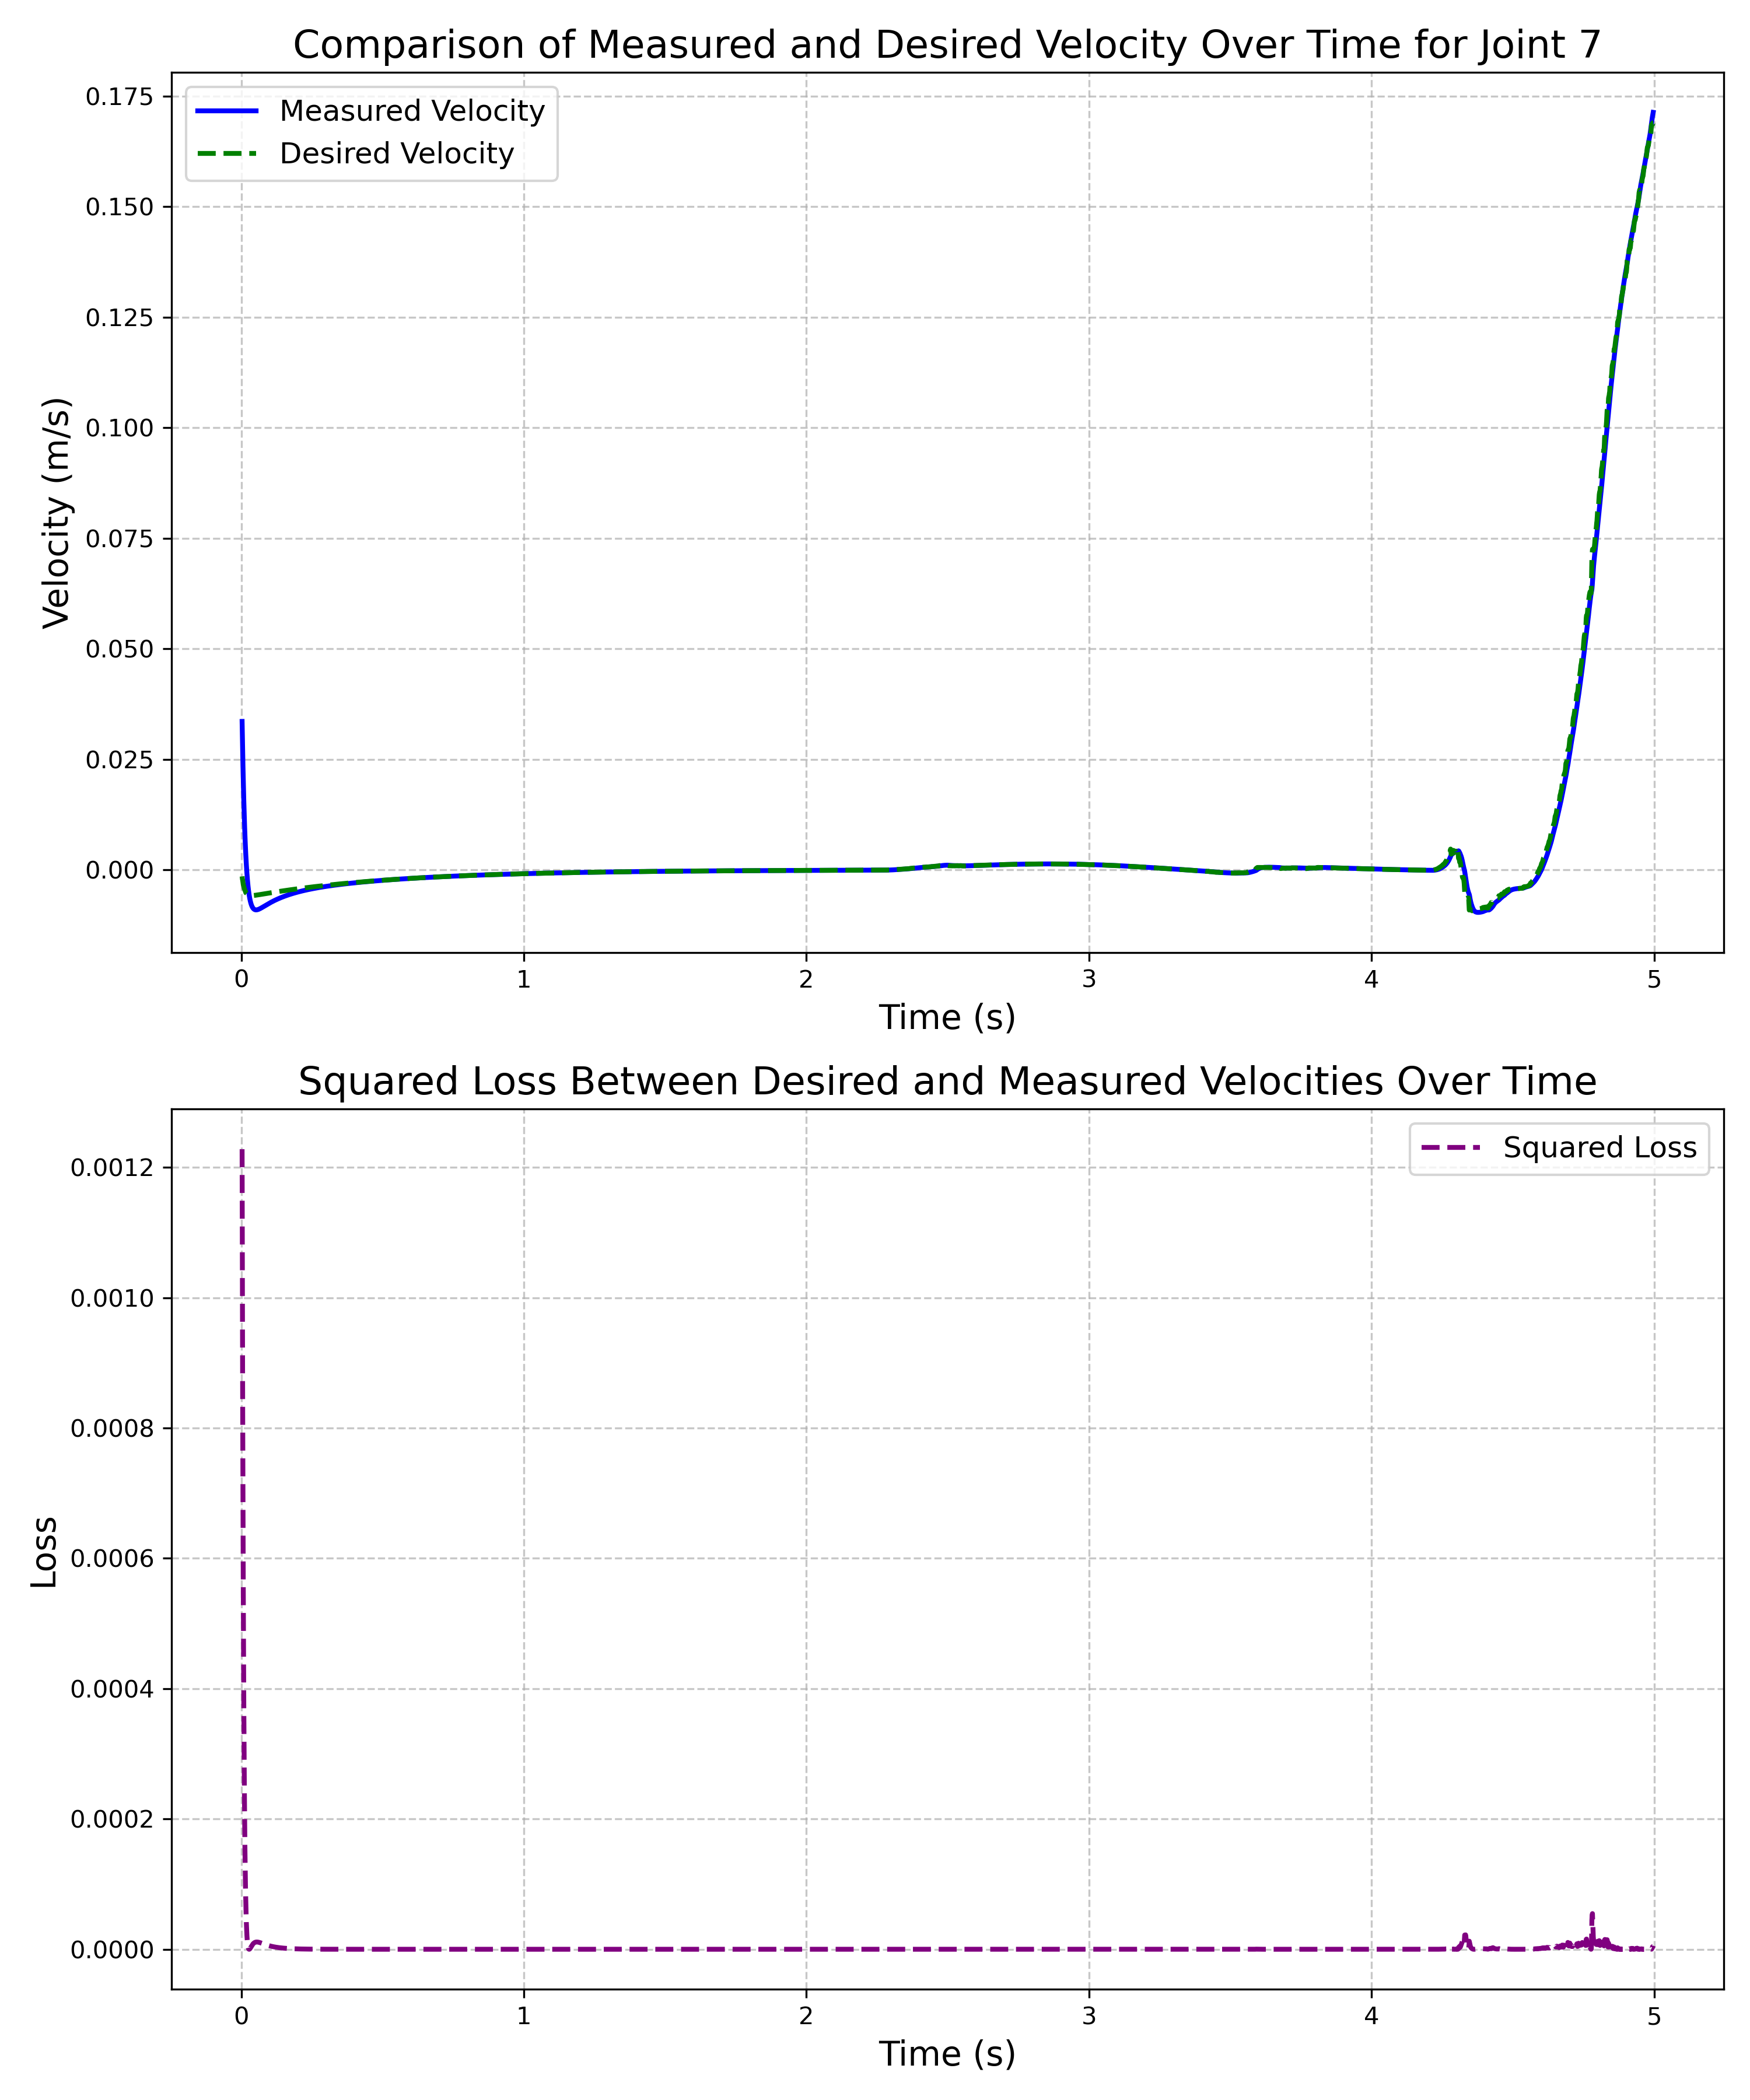 Comparison of Measured and Desired Velocity Over Time for Joint 7
Measured Velocity
Desired Velocity
0.175
0.150
0.125
0.100
0.075
0.050
0.025
0.000
Velocity (m/s)
0 1 2 3 4 5
Time (s)
Squared Loss Between Desired and Measured Velocities Over Time
Squared Loss
0.0012
0.0010
0.0008
0.0006
0.0004
0.0002
0.0000
Loss
0 1 2 3 4 5
Time (s)